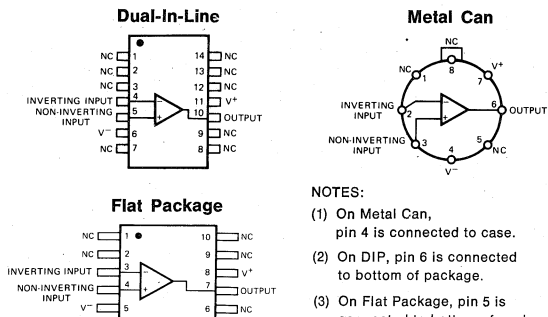 Dual-In-Line
NC 1 14 NC
NC 2 13 NC
NC 3 12 NC
INVERTING INPUT 4 − 11 V+
NON-INVERTING INPUT 5 + 10 OUTPUT
V− 6 9 NC
NC 7 8 NC
Metal Can
NC
8
NC 1 7 V+
INVERTING INPUT 2 − 6 OUTPUT
NON-INVERTING INPUT 3 + 5 NC
4
V−
Flat Package
NC 1 10 NC
NC 2 9 NC
INVERTING INPUT 3 − 8 V+
NON-INVERTING INPUT 4 + 7 OUTPUT
V− 5 6 NC
NOTES:
(1) On Metal Can,
pin 4 is connected to case.
(2) On DIP, pin 6 is connected
to bottom of package.
(3) On Flat Package, pin 5 is